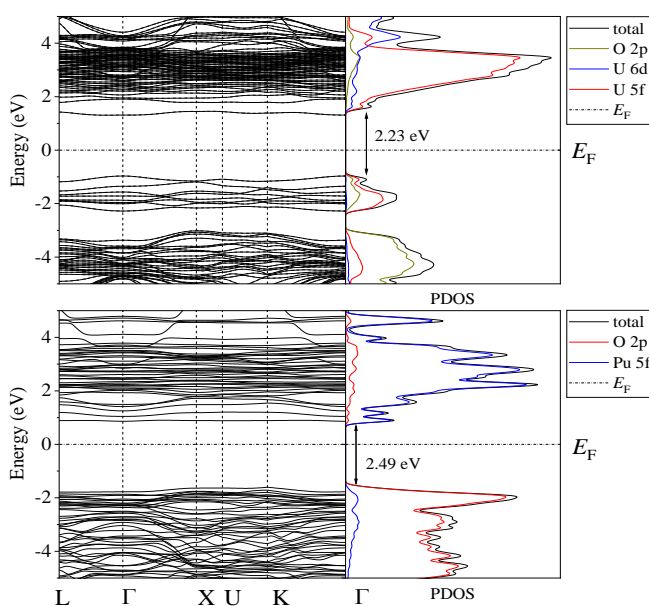 4
2
0
-2
-4
Energy (eV)
2.23 eV
PDOS
total
O 2p
U 6d
U 5f
E_F
E_F
4
2
0
-2
-4
Energy (eV)
2.49 eV
PDOS
total
O 2p
Pu 5f
E_F
E_F
L Γ X U K Γ